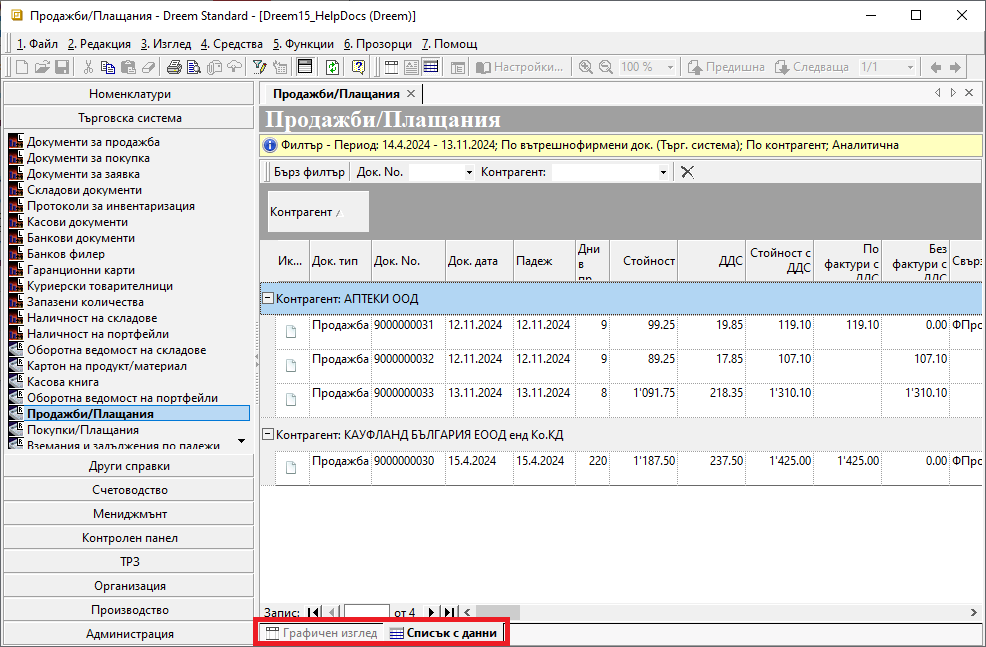 Продажби/Плащания - Dreem Standard - [Dreem15_HelpDocs (Dreem)]
1. Файл 2. Редакция 3. Изглед 4. Средства 5. Функции 6. Прозорци 7. Помощ
Настройки... 100 % Предишна Следваща 1/1
Номенклатури
Търговска система
Документи за продажба
Документи за покупка
Документи за заявка
Складови документи
Протоколи за инвентаризация
Касови документи
Банкови документи
Банков филер
Гаранционни карти
Куриерски товарителници
Запазени количества
Наличност на складове
Наличност на портфейли
Оборотна ведомост на складове
Картон на продукт/материал
Касова книга
Оборотна ведомост на портфейли
Продажби/Плащания
Покупки/Плащания
Вземания и задължения по падежи
Други справки
Счетоводство
Мениджмънт
Контролен панел
ТРЗ
Организация
Производство
Администрация
Продажби/Плащания
Продажби/Плащания
Филтър - Период: 14.4.2024 - 13.11.2024; По вътрешнофирмени док. (Търг. система); По контрагент; Аналитична
Бърз филтър Док. No. Контрагент:
Контрагент
Ик... Док. тип Док. No. Док. дата Падеж Дни в пр Стойност ДДС Стойност с ДДС По фактури с ДДС Без фактури с ДДС Свърз
Контрагент: АПТЕКИ ООД
Продажба 9000000031 12.11.2024 12.11.2024 9 99.25 19.85 119.10 119.10 0.00 ФПрс
Продажба 9000000032 12.11.2024 12.11.2024 9 89.25 17.85 107.10 107.10
Продажба 9000000033 13.11.2024 13.11.2024 8 1'091.75 218.35 1'310.10 1'310.10
Контрагент: КАУФЛАНД БЪЛГАРИЯ ЕООД енд Ко.КД
Продажба 9000000030 15.4.2024 15.4.2024 220 1'187.50 237.50 1'425.00 1'425.00 0.00 ФПрс
Запис: от 4
Графичен изглед Списък с данни